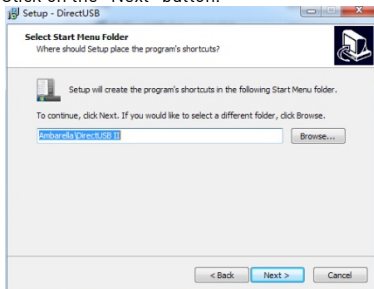 Click on the "Next" button.
Setup - DirectUSB
Select Start Menu Folder
Where should Setup place the program's shortcuts?
Setup will create the program's shortcuts in the following Start Menu folder.
To continue, click Next. If you would like to select a different folder, click Browse.
Ambarella\DirectUSB II
Browse...
< Back
Next >
Cancel